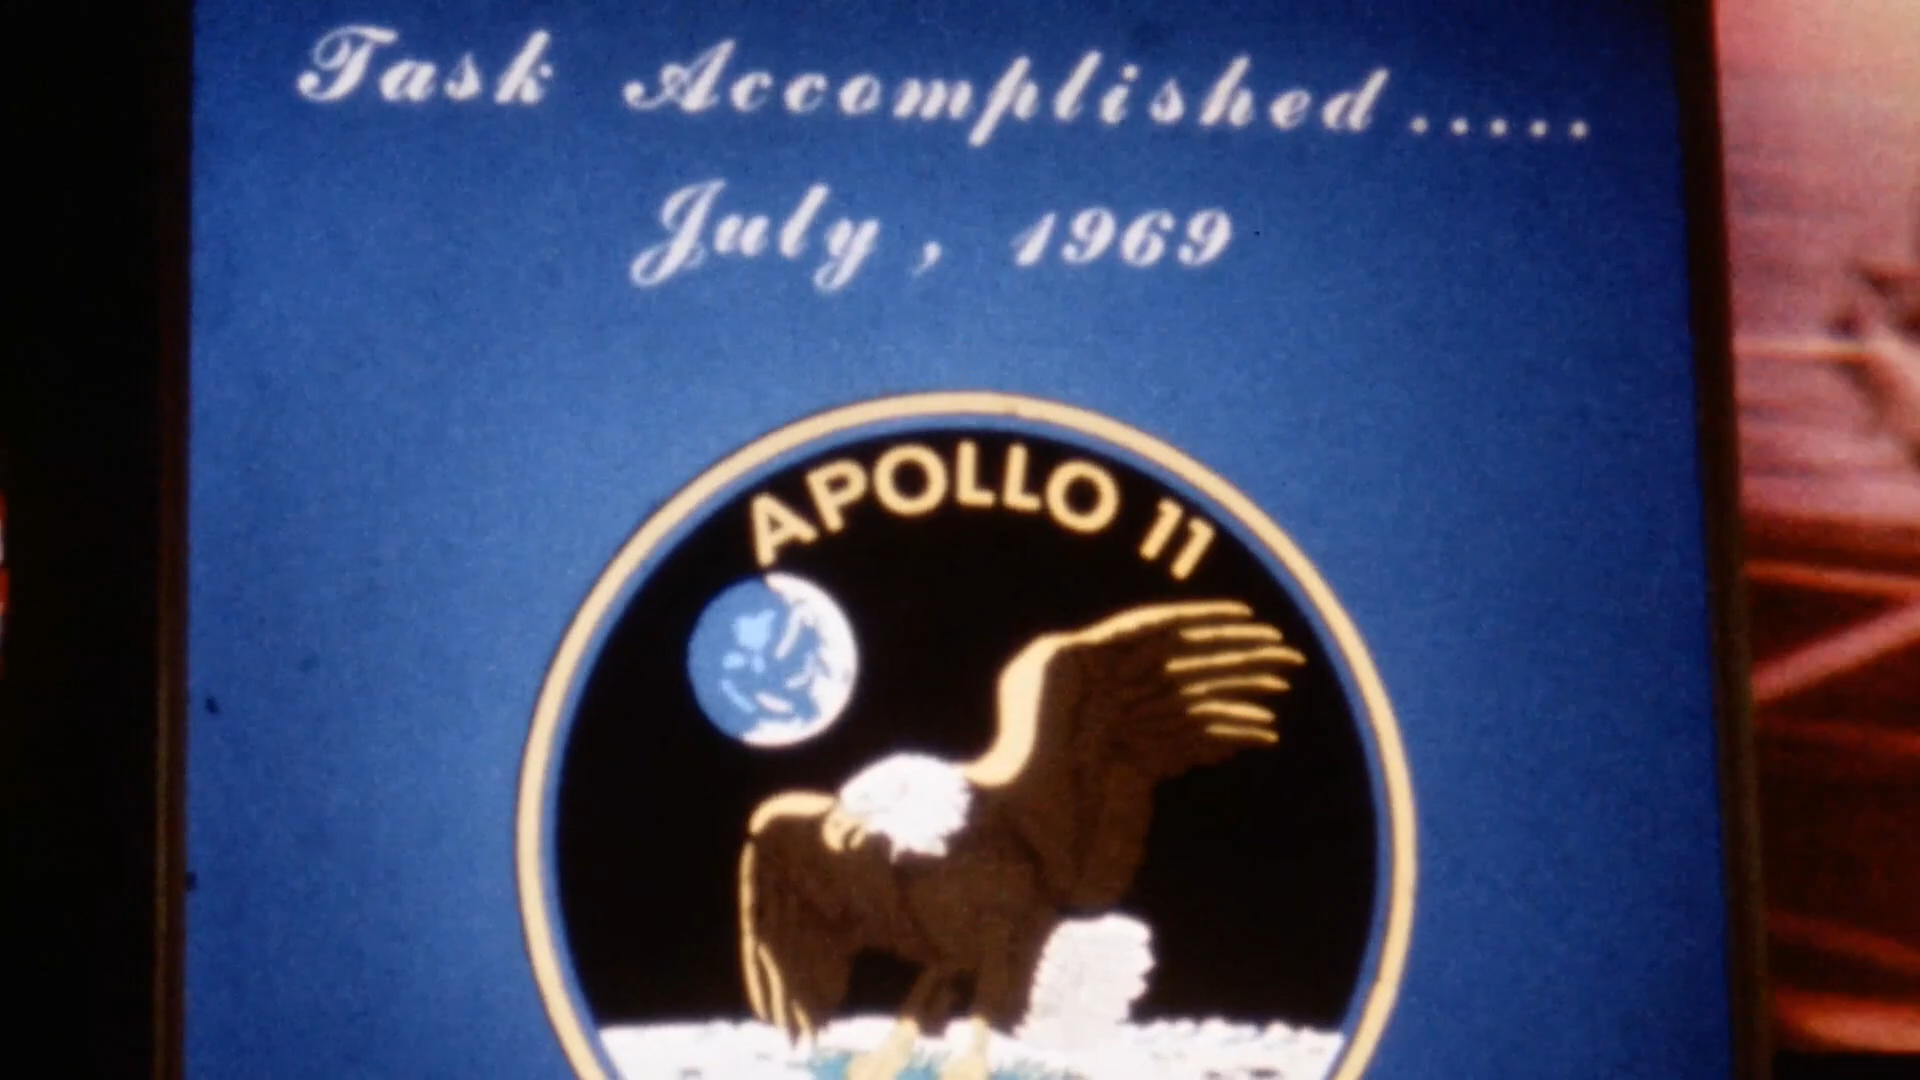 Task Accomplished.....
July, 1969
APOLLO 11